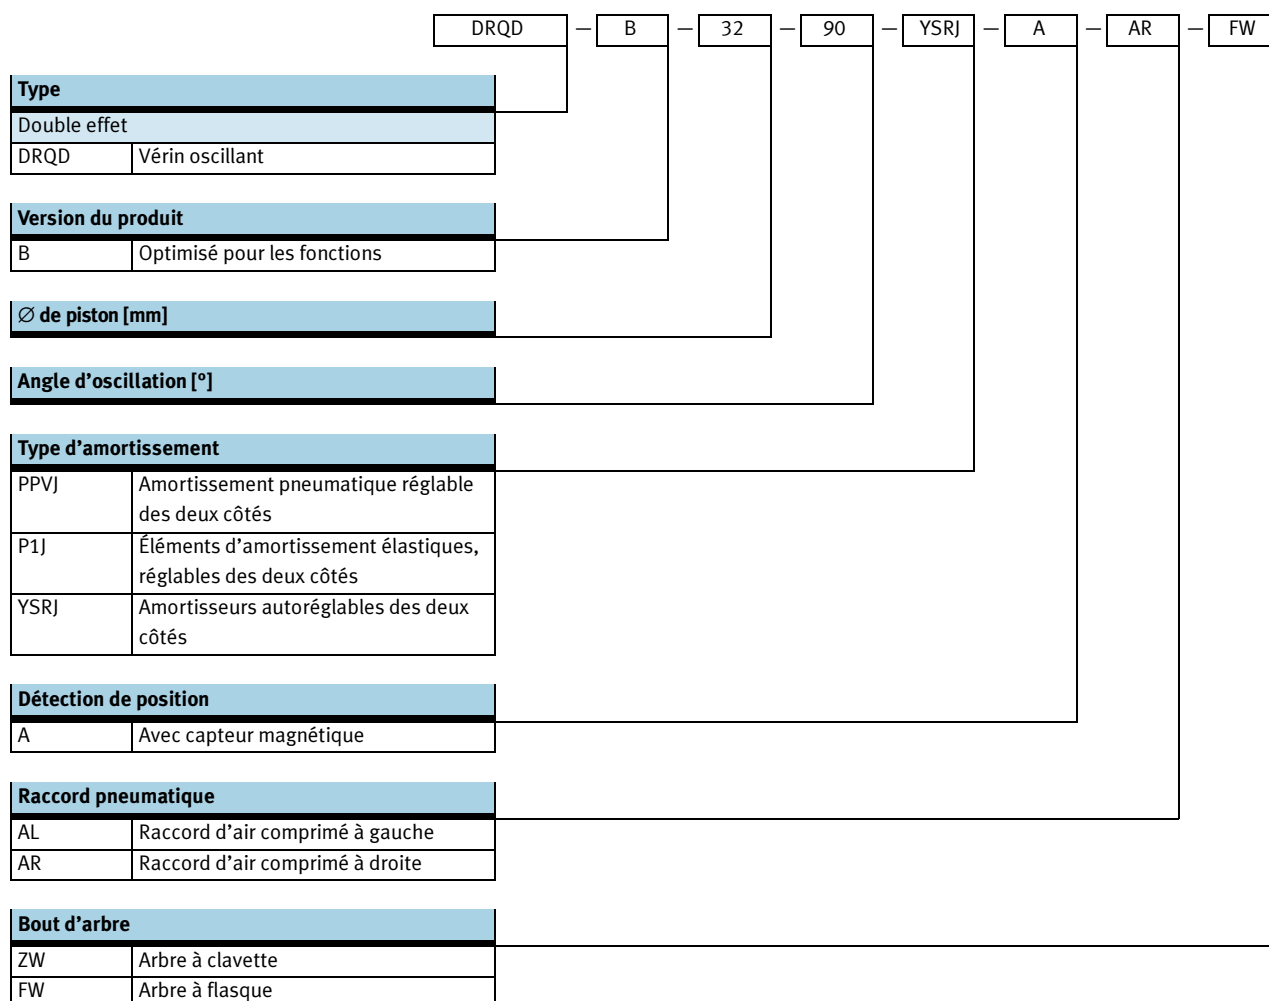 DRQD — B — 32 — 90 — YSRJ — A — AR — FW
Type
Double effet
DRQD Vérin oscillant
Version du produit
B Optimisé pour les fonctions
∅ de piston [mm]
Angle d’oscillation [°]
Type d’amortissement
PPVJ Amortissement pneumatique réglable
des deux côtés
P1J Éléments d’amortissement élastiques,
réglables des deux côtés
YSRJ Amortisseurs autoréglables des deux
côtés
Détection de position
A Avec capteur magnétique
Raccord pneumatique
AL Raccord d’air comprimé à gauche
AR Raccord d’air comprimé à droite
Bout d’arbre
ZW Arbre à clavette
FW Arbre à flasque